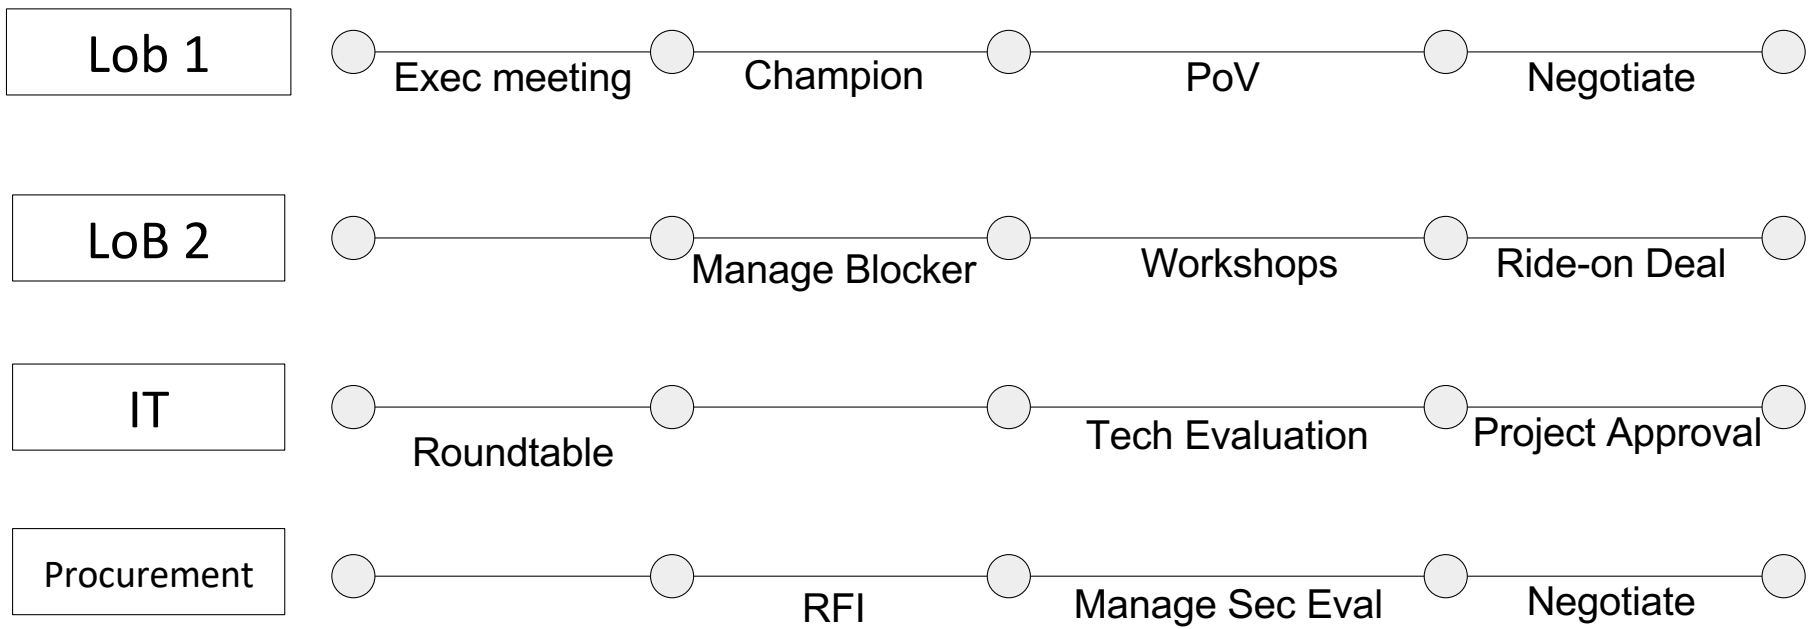 Lob 1
Exec meeting
Champion
PoV
Negotiate
LoB 2
Manage Blocker
Workshops
Ride-on Deal
IT
Roundtable
Tech Evaluation
Project Approval
Procurement
RFI
Manage Sec Eval
Negotiate